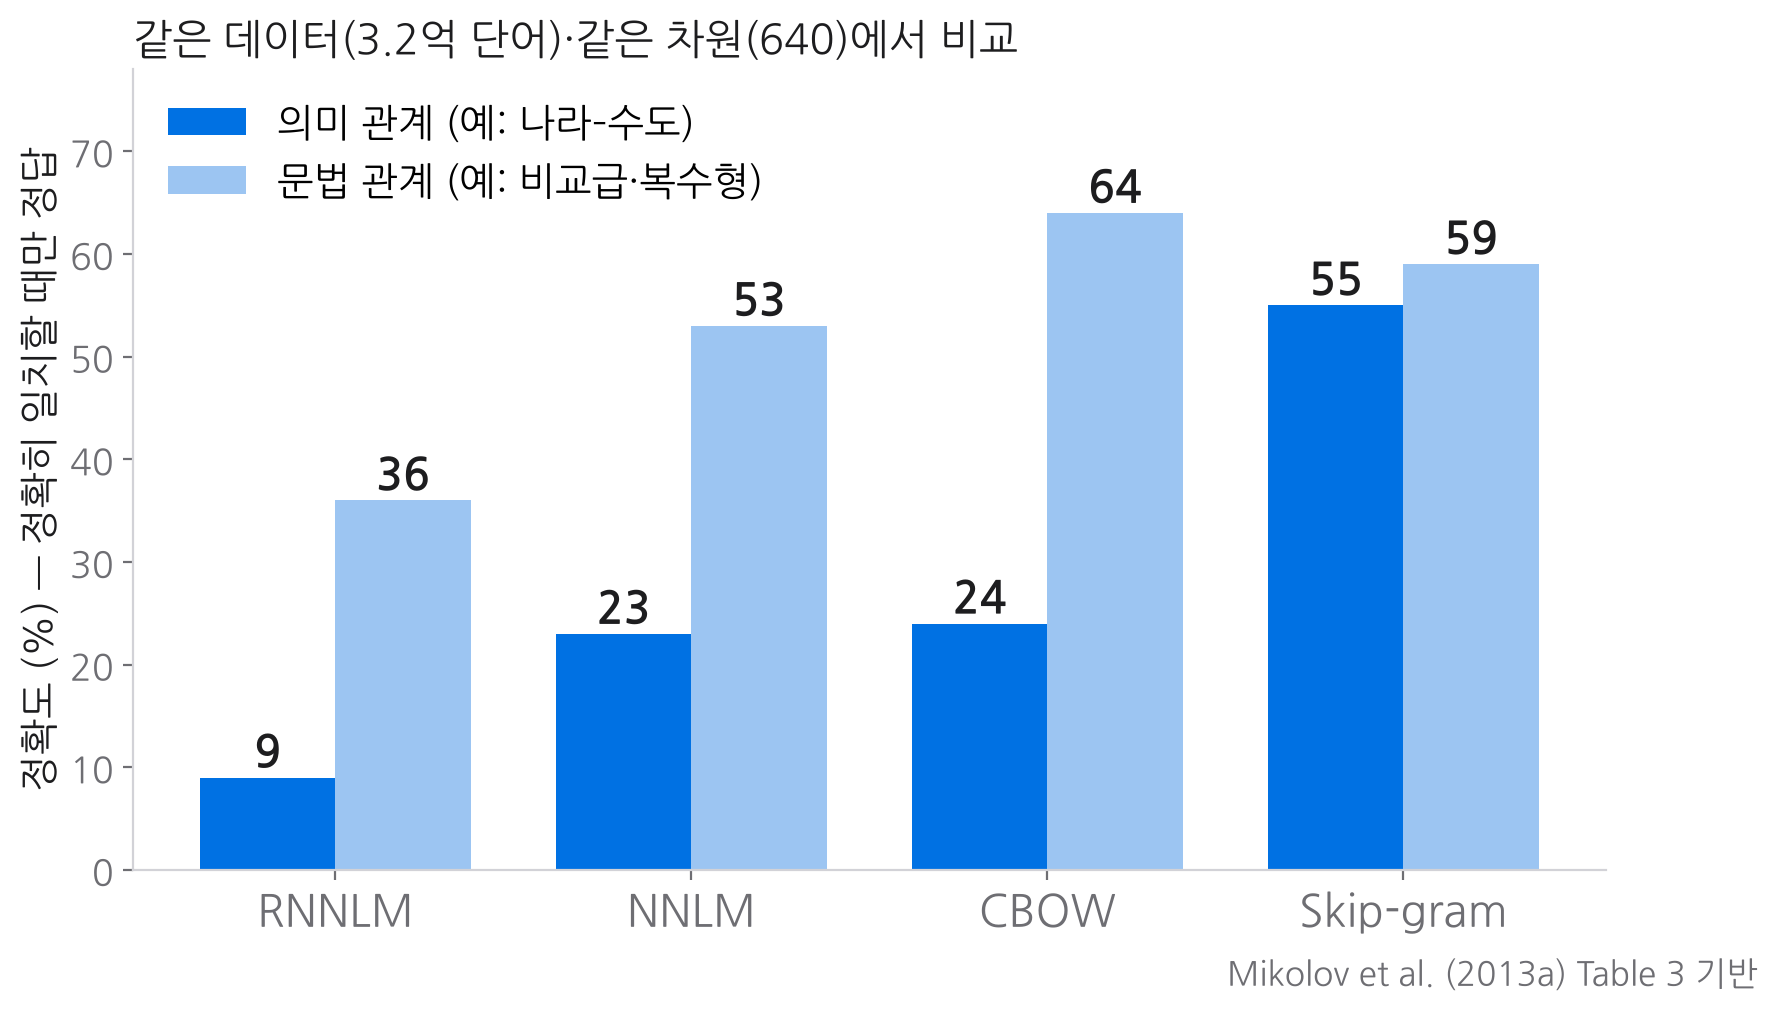 같은 데이터(3.2억 단어)·같은 차원(640)에서 비교
의미 관계 (예: 나라-수도)
문법 관계 (예: 비교급·복수형)
정확도 (%) — 정확히 일치할 때만 정답
70
60
50
40
30
20
10
0
9
36
23
53
24
64
55
59
RNNLM
NNLM
CBOW
Skip-gram
Mikolov et al. (2013a) Table 3 기반